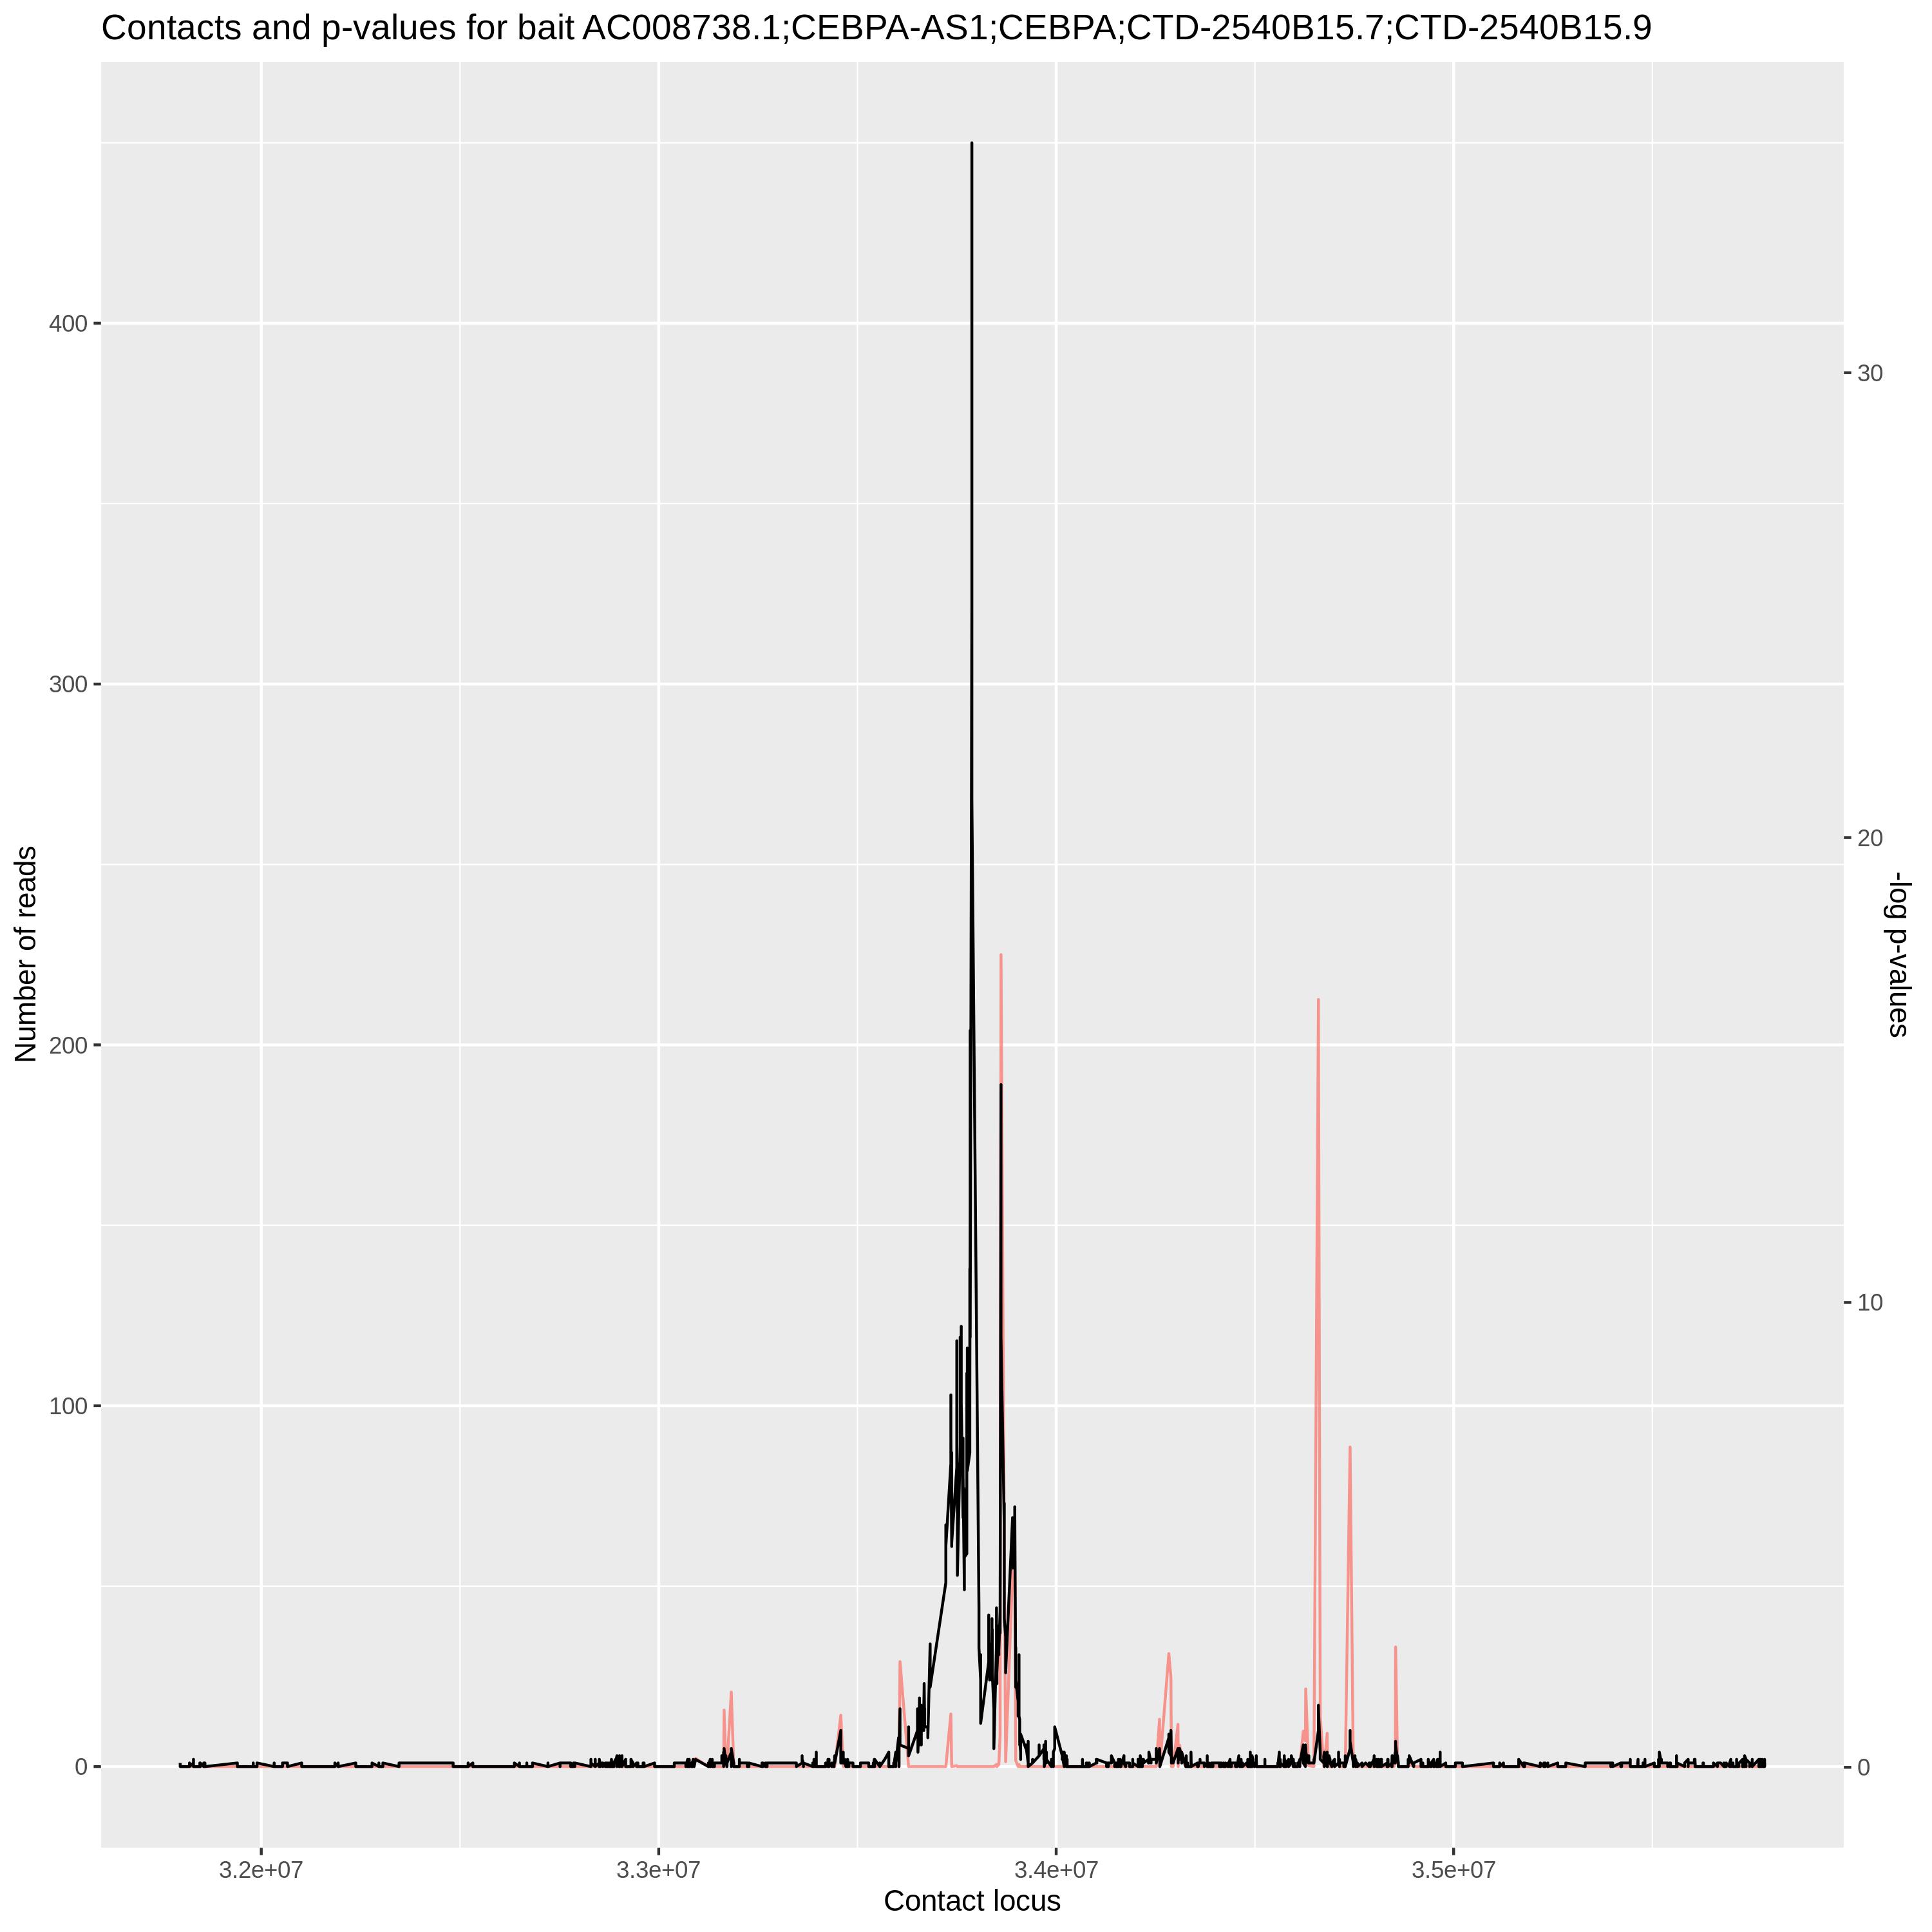 Contacts and p-values for bait AC008738.1;CEBPA-AS1;CEBPA;CTD-2540B15.7;CTD-2540B15.9
400
300
200
100
0
Number of reads
30
20
10
0
-log p-values
3.2e+07
3.3e+07
3.4e+07
3.5e+07
Contact locus